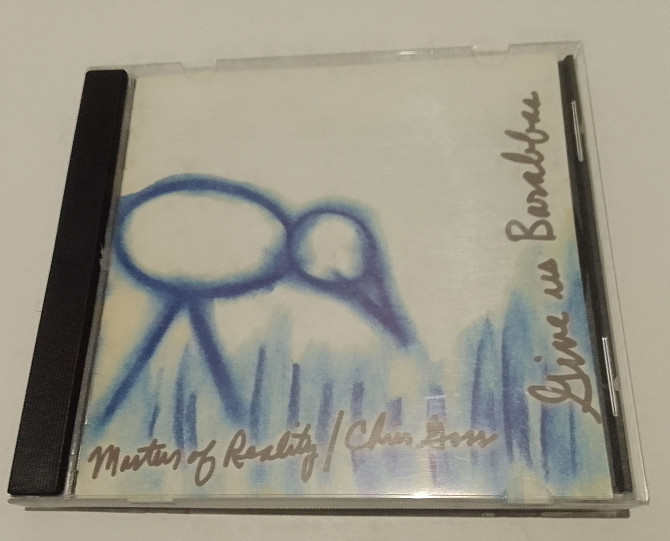 Give us Barabbas
Masters of Reality / Chris Goss